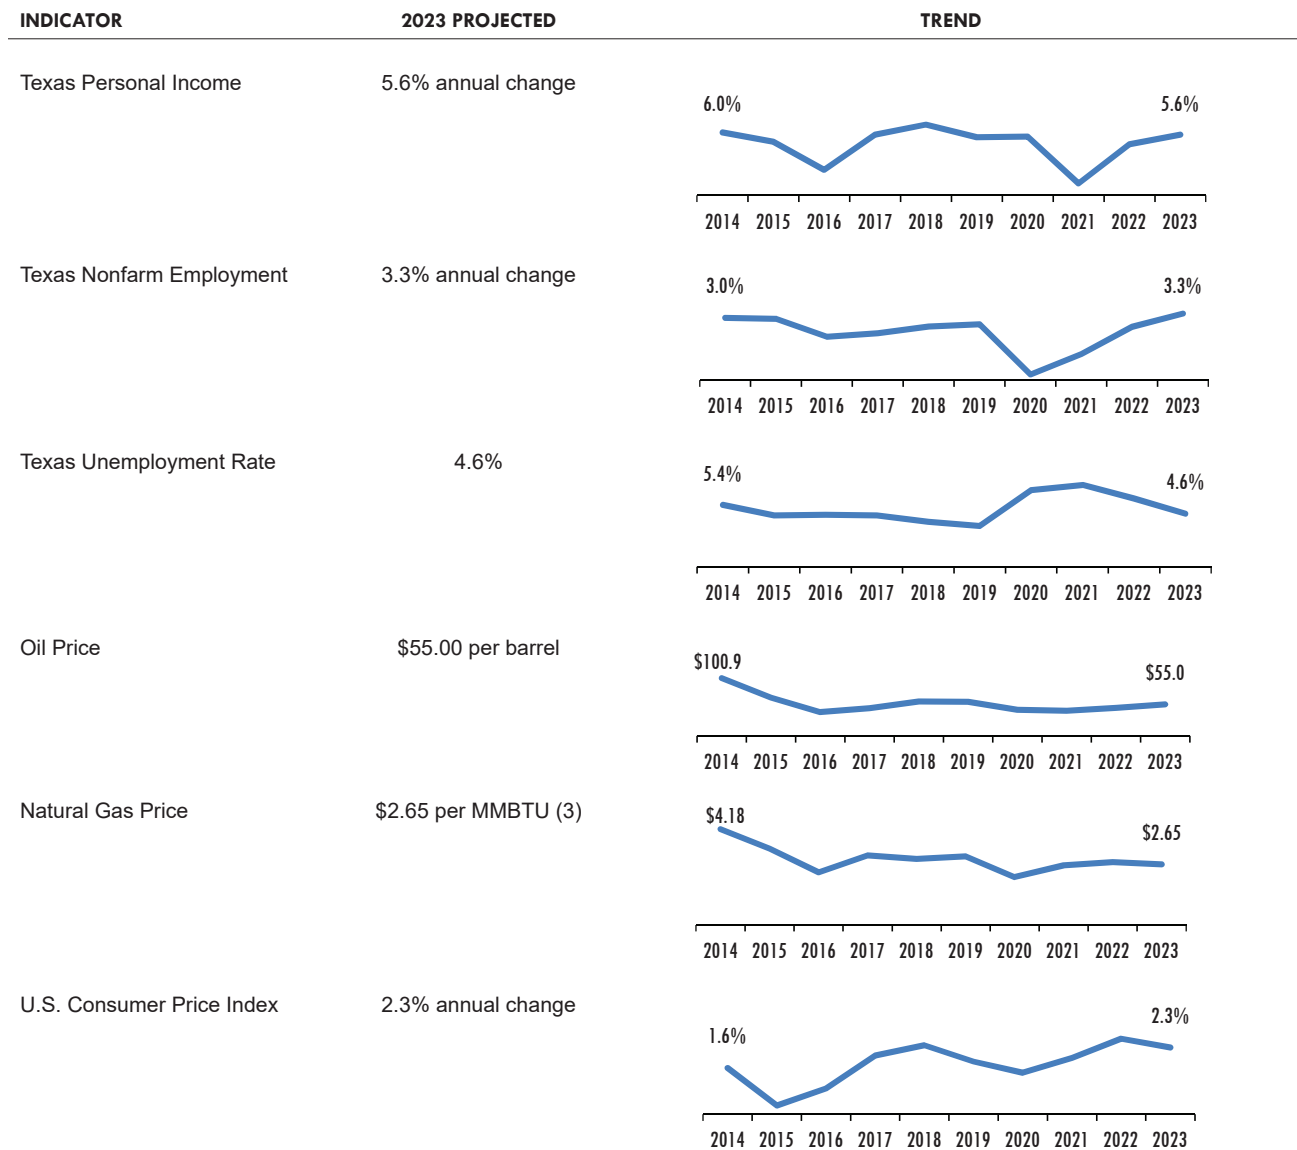 INDICATOR 2023 PROJECTED TREND
Texas Personal Income 5.6% annual change
6.0% 5.6%
2014 2015 2016 2017 2018 2019 2020 2021 2022 2023
Texas Nonfarm Employment 3.3% annual change
3.0% 3.3%
2014 2015 2016 2017 2018 2019 2020 2021 2022 2023
Texas Unemployment Rate 4.6%
5.4% 4.6%
2014 2015 2016 2017 2018 2019 2020 2021 2022 2023
Oil Price $55.00 per barrel
$100.9 $55.0
2014 2015 2016 2017 2018 2019 2020 2021 2022 2023
Natural Gas Price $2.65 per MMBTU (3)
$4.18 $2.65
2014 2015 2016 2017 2018 2019 2020 2021 2022 2023
U.S. Consumer Price Index 2.3% annual change
1.6% 2.3%
2014 2015 2016 2017 2018 2019 2020 2021 2022 2023